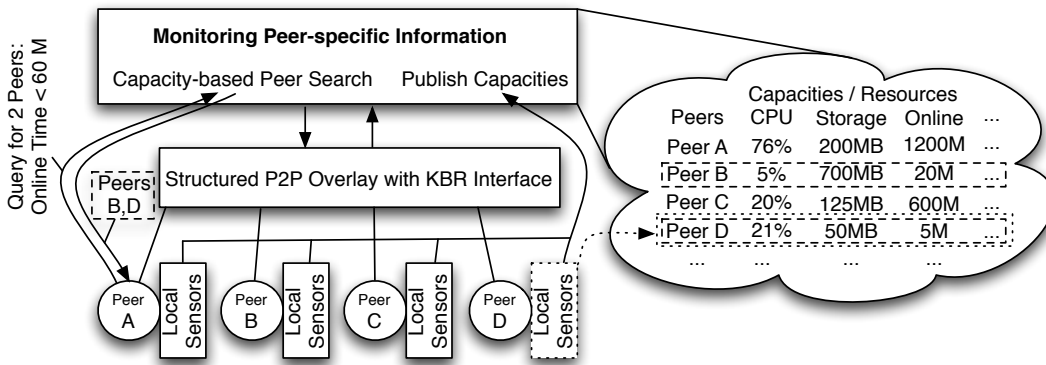 Monitoring Peer-specific Information
Capacity-based Peer Search Publish Capacities
Query for 2 Peers:
Online Time < 60 M
Structured P2P Overlay with KBR Interface
Peers
B,D
Peer
A
Local
Sensors
Peer
B
Local
Sensors
Peer
C
Local
Sensors
Peer
D
Local
Sensors
Capacities / Resources
Peers CPU Storage Online ...
Peer A 76% 200MB 1200M ...
Peer B 5% 700MB 20M ...
Peer C 20% 125MB 600M ...
Peer D 21% 50MB 5M ...
... ... ... ...